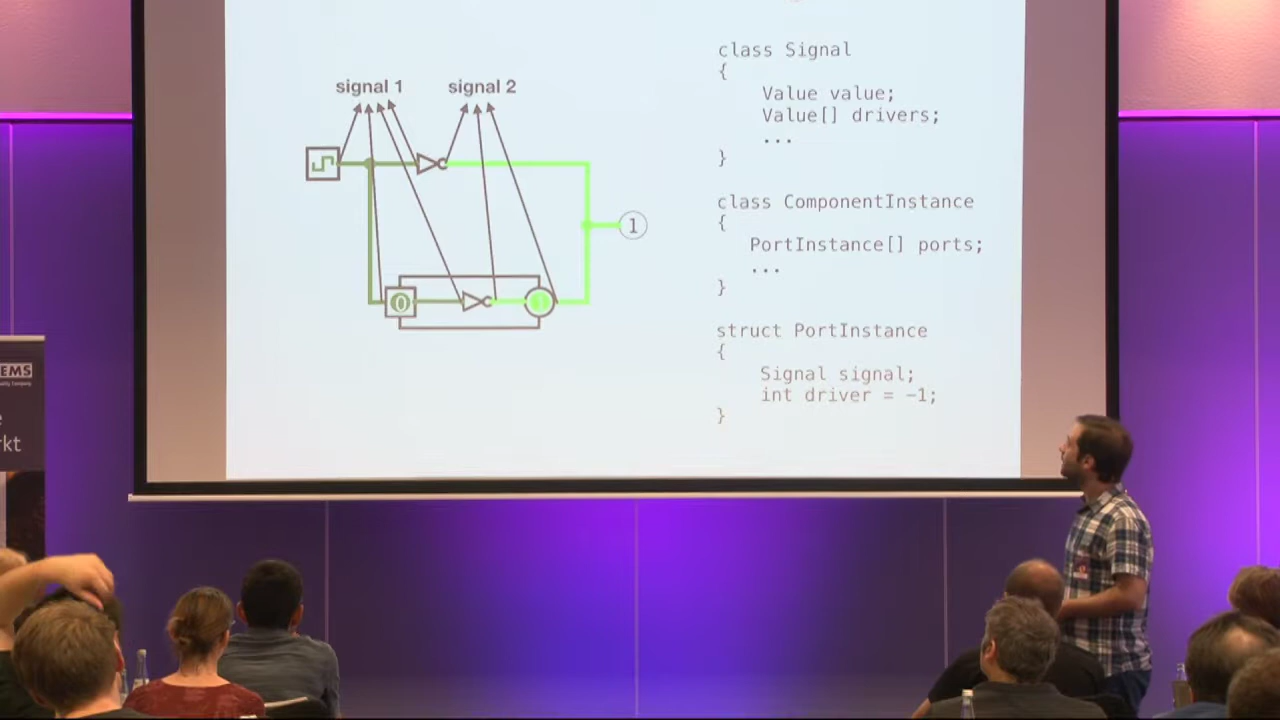 signal 1
signal 2
0
1
1
class Signal
{
Value value;
Value[] drivers;
...
}
class ComponentInstance
{
PortInstance[] ports;
...
}
struct PortInstance
{
Signal signal;
int driver = -1;
}
EMS
e
rkt